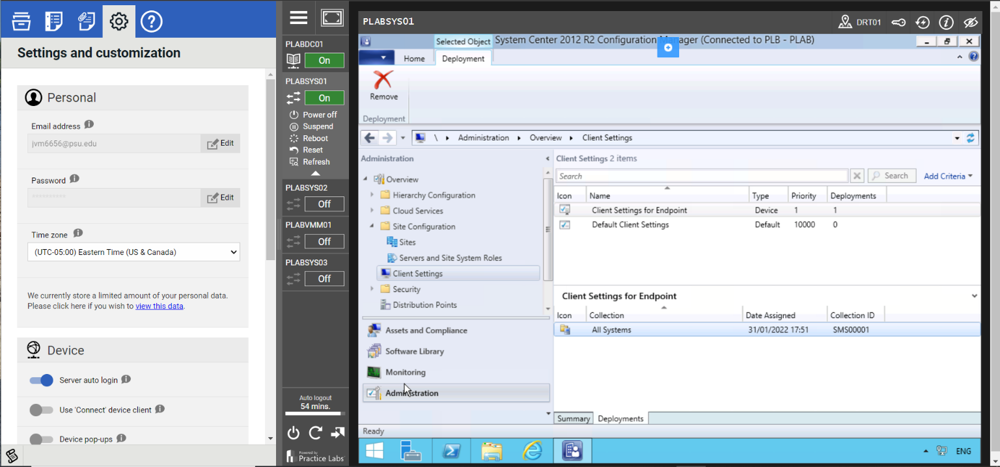 Settings and customization
Personal
Email address
jvm6656@psu.edu
Edit
Password
**********
Edit
Time zone
(UTC-05:00) Eastern Time (US & Canada)
We currently store a limited amount of your personal data.
Please click here if you wish to view this data.
Device
Server auto login
Use 'Connect' device client
Device pop-ups
PLABDC01
On
PLABSYS01
On
Power off
Suspend
Reboot
Reset
Refresh
PLABSYS02
Off
PLABVMM01
Off
PLABSYS03
Off
Auto logout
54 mins.
Powered by
Practice Labs
PLABSYS01
DRT01
Selected Object
System Center 2012 R2 Configuration Manager (Connected to PLB - PLAB)
Home
Deployment
Remove
Deployment
\ Administration Overview Client Settings
Administration
Overview
Hierarchy Configuration
Cloud Services
Site Configuration
Sites
Servers and Site System Roles
Client Settings
Security
Distribution Points
Assets and Compliance
Software Library
Monitoring
Administration
Client Settings 2 items
Search
Search
Add Criteria
Icon Name Type Priority Deployments
Client Settings for Endpoint Device 1 1
Default Client Settings Default 10000 0
Client Settings for Endpoint
Icon Collection Date Assigned Collection ID
All Systems 31/01/2022 17:51 SMS00001
Summary Deployments
Ready
ENG